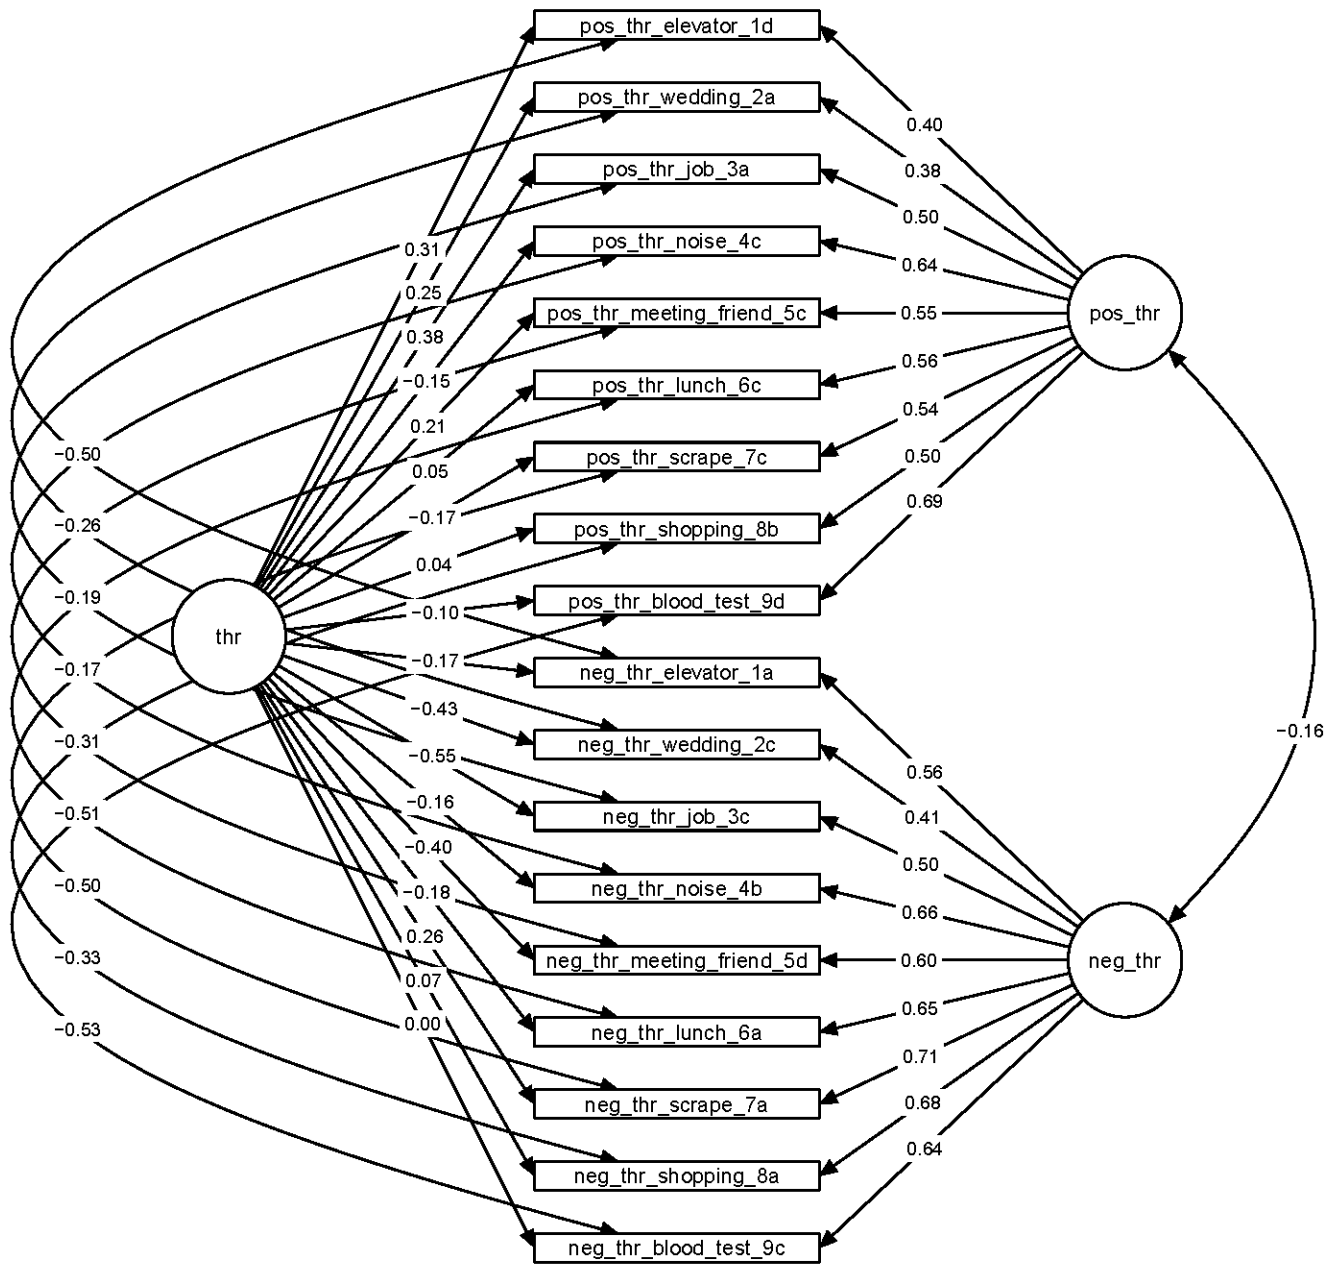 pos_thr_elevator_1d
pos_thr_wedding_2a
0.40
pos_thr_job_3a
0.38
0.50
pos_thr_noise_4c
0.31
0.64
0.25
pos_thr_meeting_friend_5c
0.55
pos_thr
0.38
0.56
−0.15
pos_thr_lunch_6c
0.54
0.21
−0.50
pos_thr_scrape_7c
0.50
0.05
0.69
−0.17
−0.26
pos_thr_shopping_8b
0.04
−0.19
pos_thr_blood_test_9d
−0.10
thr
−0.17
−0.17
neg_thr_elevator_1a
−0.43
−0.16
−0.31
neg_thr_wedding_2c
−0.55
0.56
−0.16
−0.51
neg_thr_job_3c
0.41
−0.40
0.50
−0.50
−0.18
neg_thr_noise_4b
0.66
0.26
−0.33
neg_thr_meeting_friend_5d
0.60
neg_thr
0.07
0.65
0.00
−0.53
neg_thr_lunch_6a
0.71
neg_thr_scrape_7a
0.68
0.64
neg_thr_shopping_8a
neg_thr_blood_test_9c